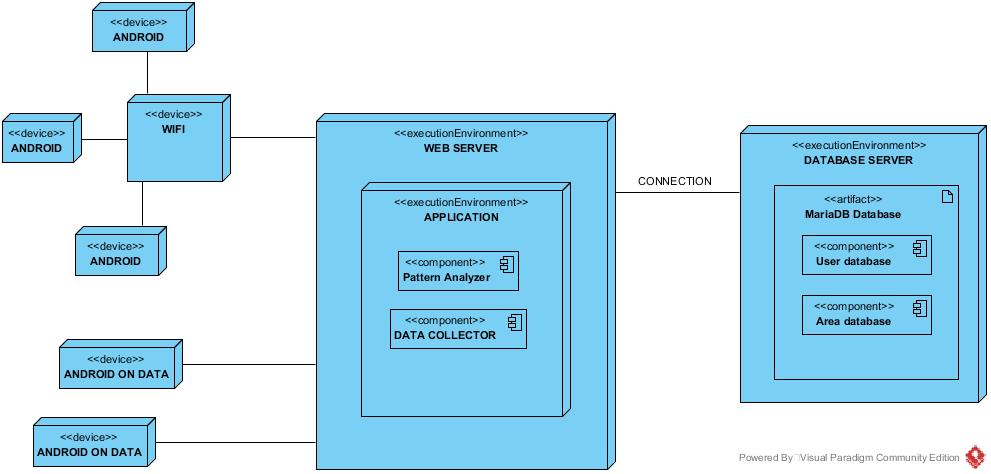 <<device>>
ANDROID
<<device>>
WIFI
<<device>>
ANDROID
<<device>>
ANDROID
<<device>>
ANDROID ON DATA
<<device>>
ANDROID ON DATA
<<executionEnvironment>>
WEB SERVER
<<executionEnvironment>>
APPLICATION
<<component>>
Pattern Analyzer
<<component>>
DATA COLLECTOR
CONNECTION
<<executionEnvironment>>
DATABASE SERVER
<<artifact>>
MariaDB Database
<<component>>
User database
<<component>>
Area database
Powered By Visual Paradigm Community Edition